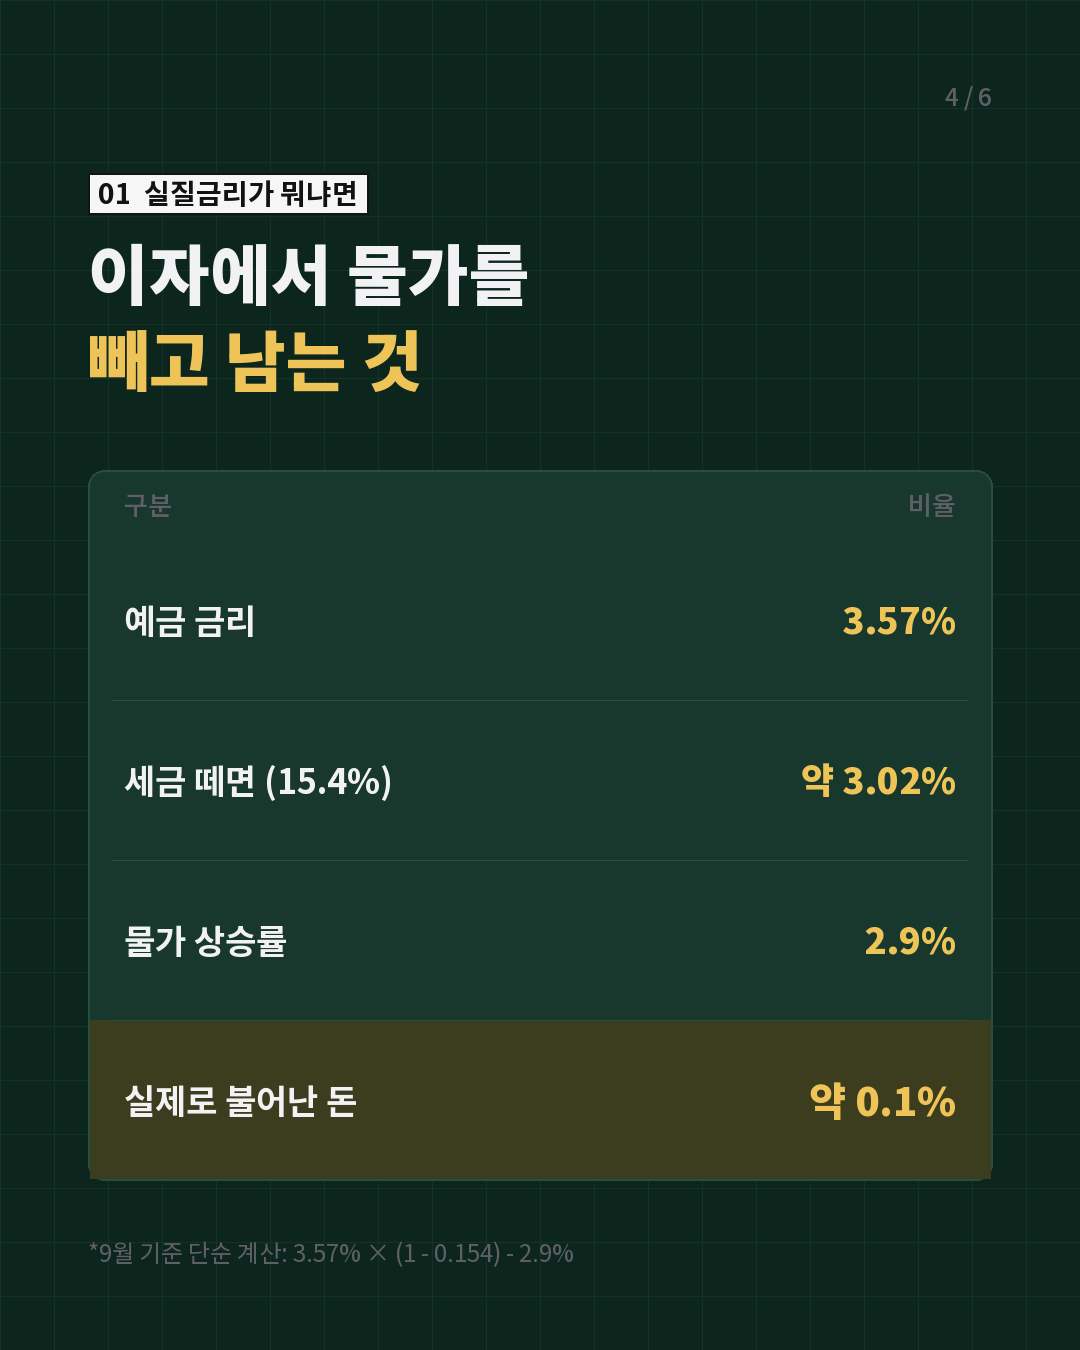 4 / 6
01 실질금리가 뭐냐면
이자에서 물가를
빼고 남는 것
구분 비율
예금 금리 3.57%
세금 떼면 (15.4%) 약 3.02%
물가 상승률 2.9%
실제로 불어난 돈 약 0.1%
*9월 기준 단순 계산: 3.57% × (1 - 0.154) - 2.9%